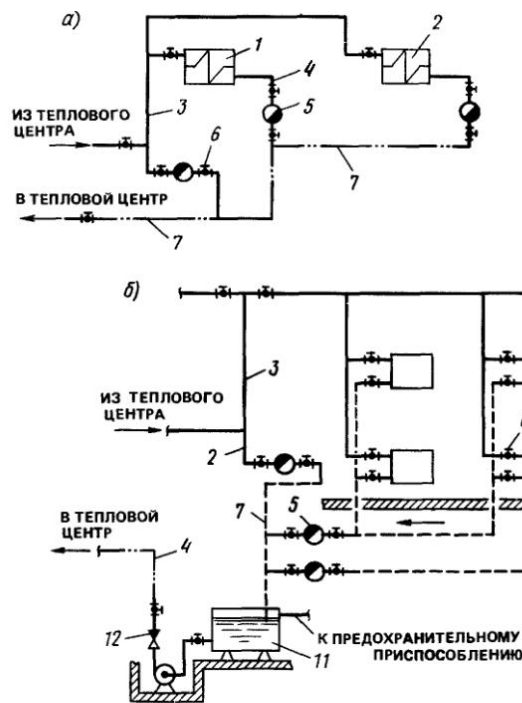 а)
1
2
4
3
5
ИЗ ТЕПЛОВОГО
ЦЕНТРА
6
7
В ТЕПЛОВОЙ ЦЕНТР
7
б)
3
ИЗ ТЕПЛОВОГО
ЦЕНТРА
2
7
5
В ТЕПЛОВОЙ
ЦЕНТР
4
12
11
К ПРЕДОХРАНИТЕЛЬНОМУ
ПРИСПОСОБЛЕНИЮ